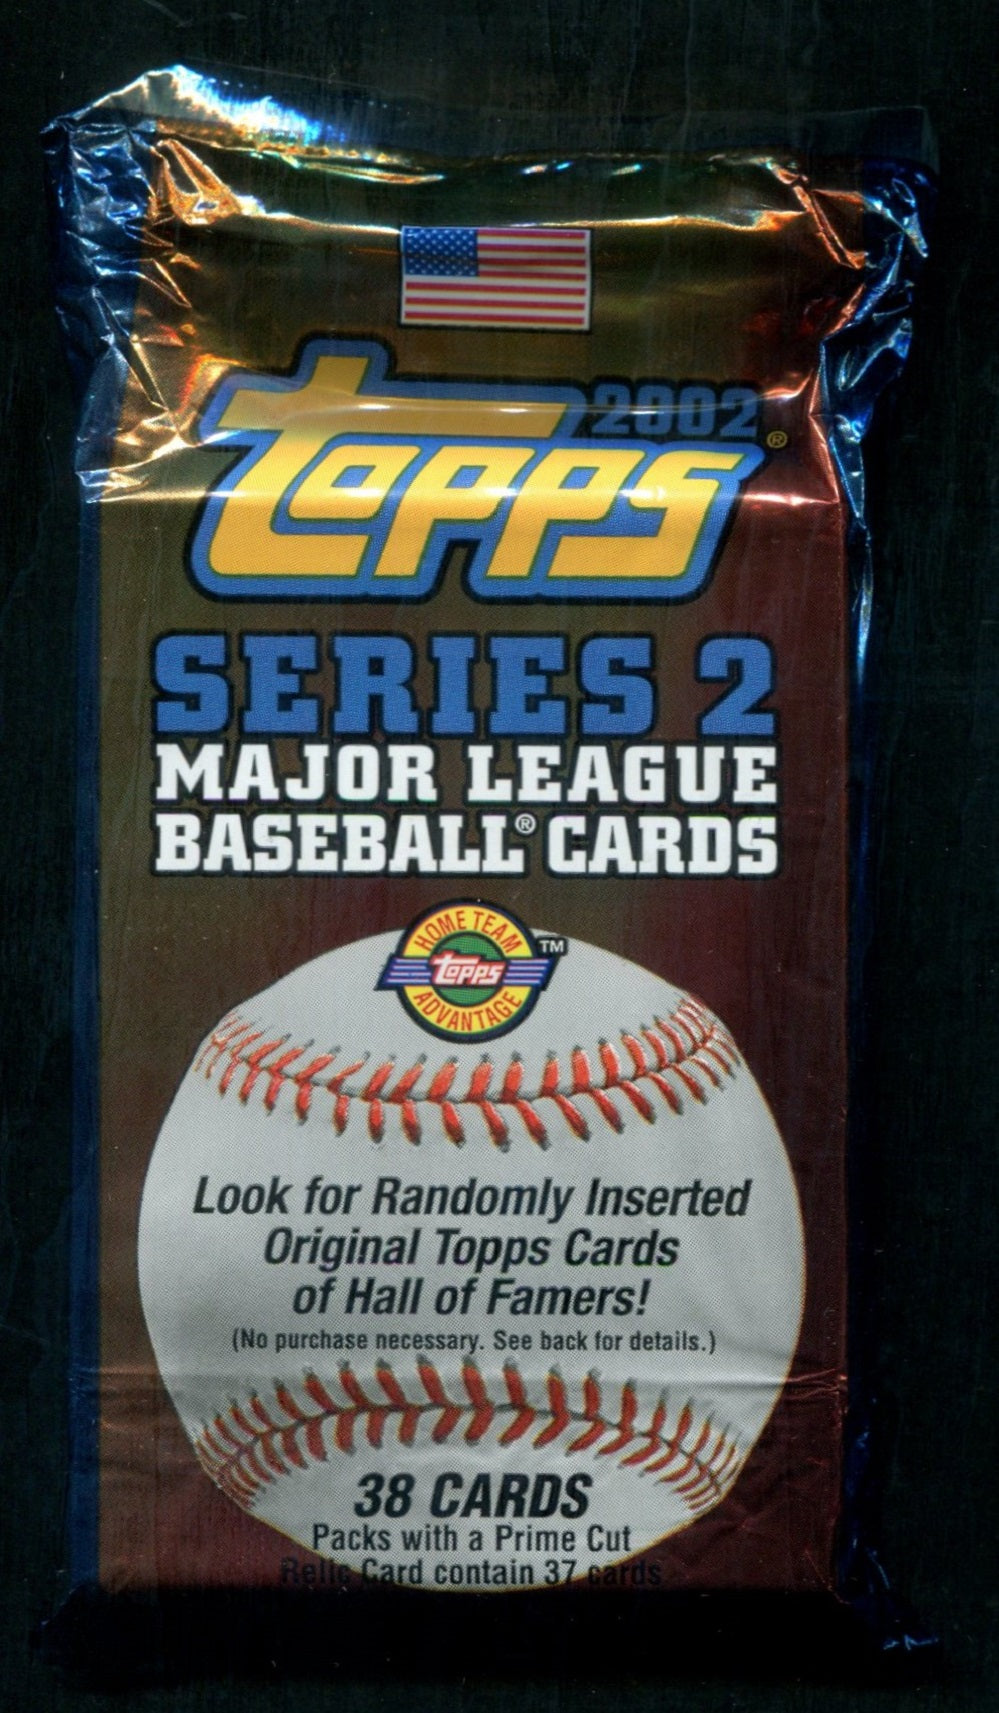 2002
Topps®
SERIES 2
MAJOR LEAGUE
BASEBALL® CARDS
HOME TEAM
Topps
ADVANTAGE
TM
Look for Randomly Inserted
Original Topps Cards
of Hall of Famers!
(No purchase necessary. See back for details.)
38 CARDS
Packs with a Prime Cut
Relic Card contain 37 cards